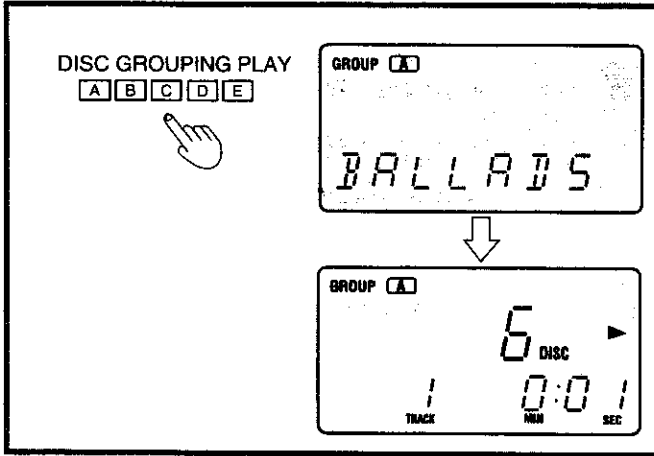 DISC GROUPING PLAY
A B C D E
GROUP A
BALLADS
GROUP A
6 DISC
1 0:01
TRACK MIN SEC